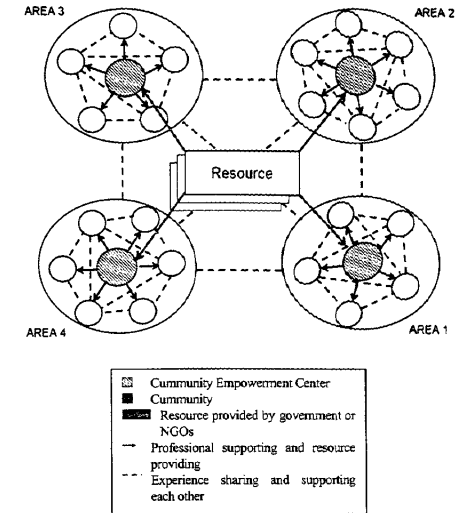 AREA 3
AREA 2
Resource
AREA 4
AREA 1
Cummunity Empowerment Center
Cummunity
Resource provided by government or
NGOs
Professional supporting and resource
providing
Experience sharing and supporting
each other